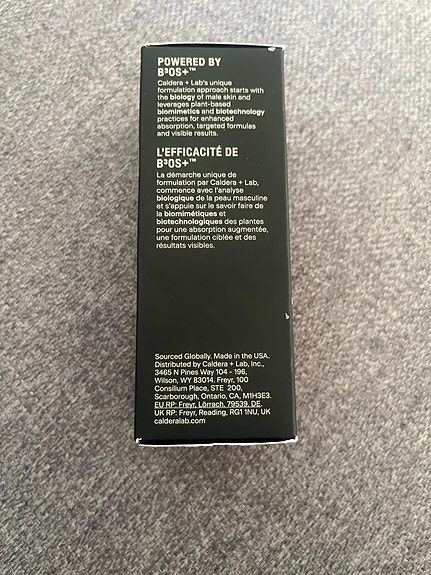 POWERED BY
B³OS+™
Caldera + Lab's unique
formulation approach starts with
the biology of male skin and
leverages plant-based
biomimetics and biotechnology
practices for enhanced
absorption, targeted formulas
and visible results.
L'EFFICACITÉ DE
B³OS+™
La démarche unique de
formulation par Caldera + Lab,
commence avec l'analyse
biologique de la peau masculine
et s'appuie sur le savoir faire de
la biomimétiques et
biotechnologiques des plantes
pour une absorption augmentée,
une formulation ciblée et des
résultats visibles.
Sourced Globally. Made in the USA.
Distributed by Caldera + Lab, Inc.,
3465 N Pines Way 104 - 196,
Wilson, WY 83014. Freyr, 100
Consilium Place, STE 200,
Scarborough, Ontario, CA, M1H3E3.
EU RP: Freyr, Lörrach, 79539, DE.
UK RP: Freyr, Reading, RG1 1NU, UK
calderalab.com